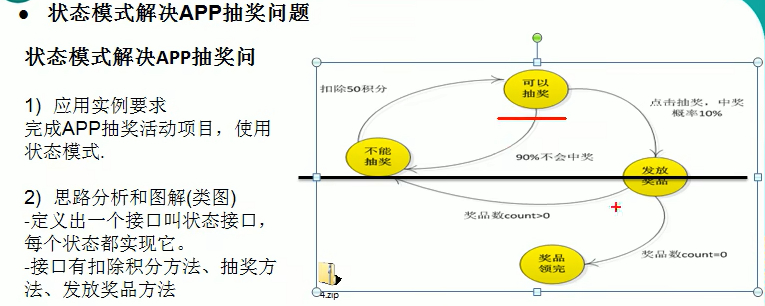 ● 状态模式解决APP抽奖问题
状态模式解决APP抽奖问
1) 应用实例要求
完成APP抽奖活动项目，使用
状态模式.
2) 思路分析和图解(类图)
-定义出一个接口叫状态接口，
每个状态都实现它。
-接口有扣除积分方法、抽奖方
法、发放奖品方法
扣除50积分
可以
抽奖
点击抽奖，中奖
概率10%
不能
抽奖
90%不会中奖
发放
奖品
奖品数count>0
奖品数count=0
奖品
领完
4.zip